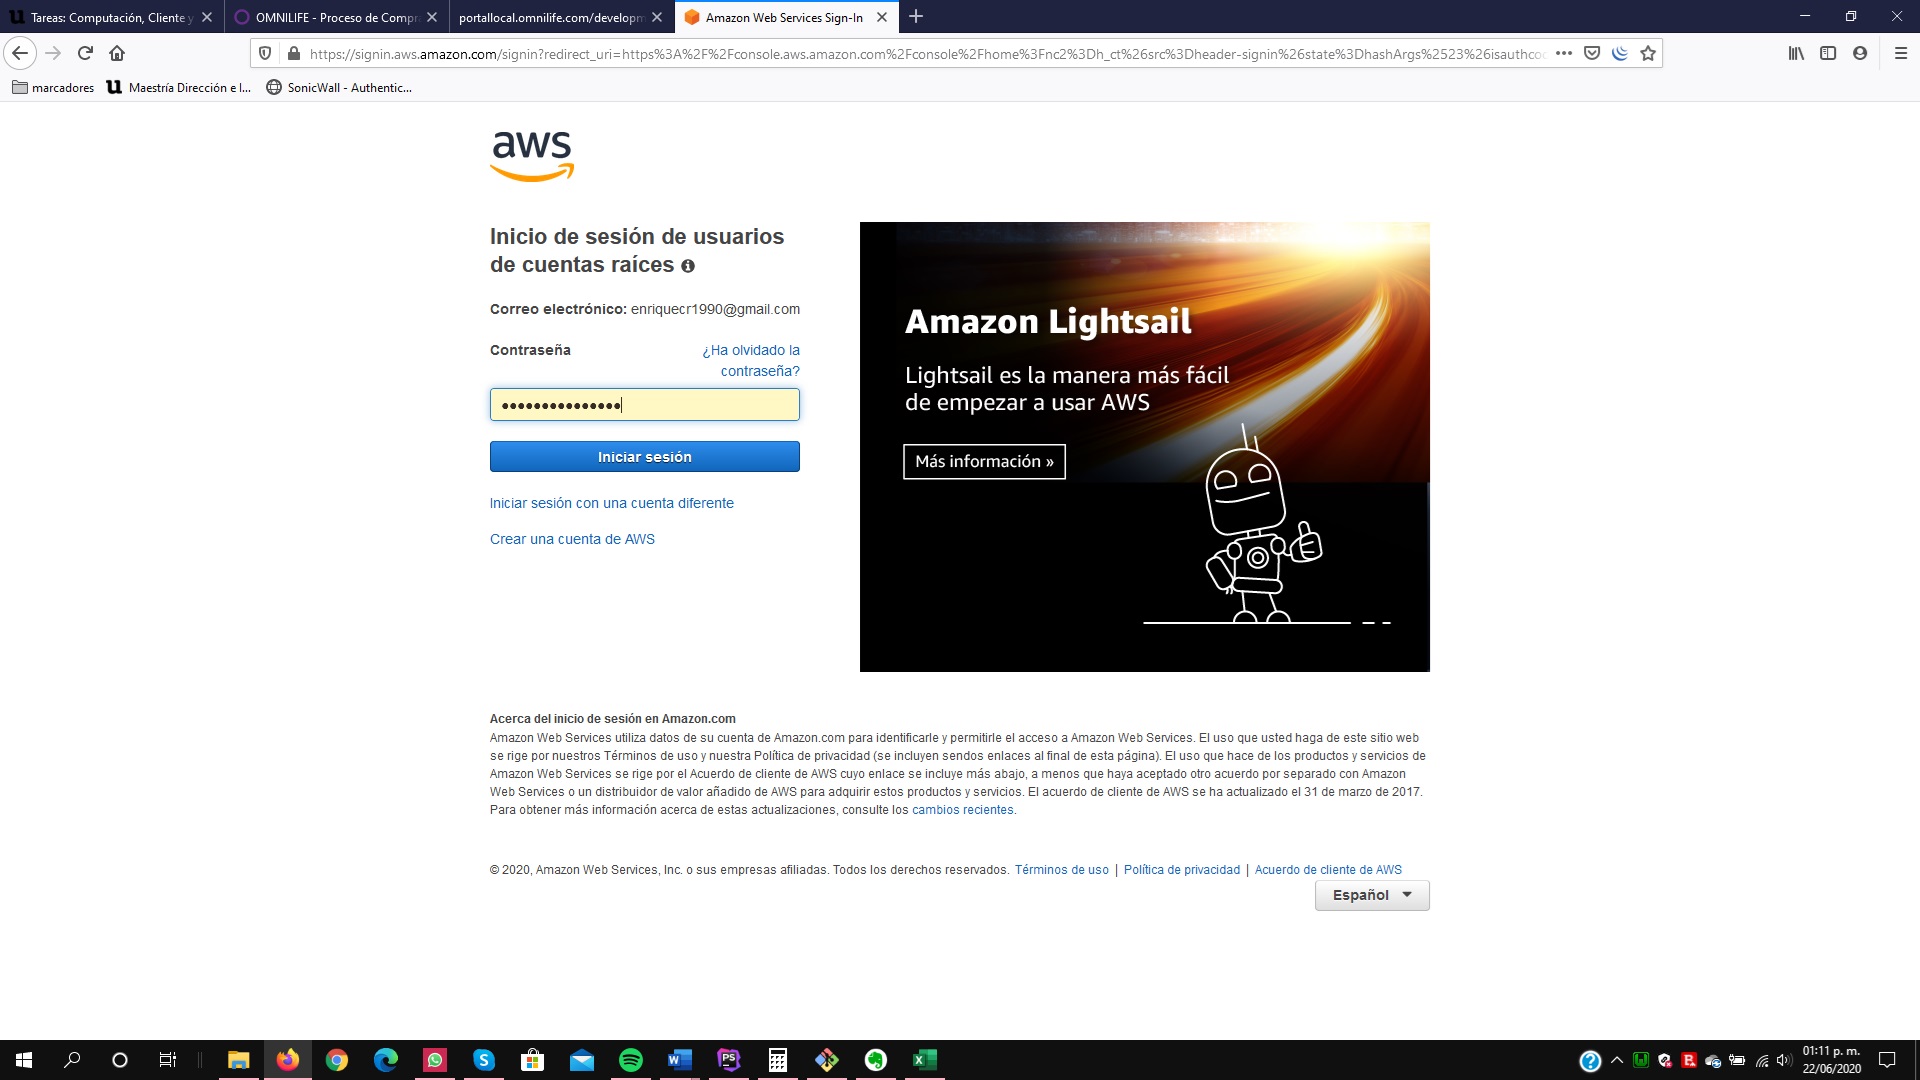 Tareas: Computación, Cliente y
OMNILIFE - Proceso de Compra
portallocal.omnilife.com/developm
Amazon Web Services Sign-In
https://signin.aws.amazon.com/signin?redirect_uri=https%3A%2F%2Fconsole.aws.amazon.com%2Fconsole%2Fhome%3Fnc2%3Dh_ct%26src%3Dheader-signin%26state%3DhashArgs%2523%26isauthcoc
marcadores
Maestría Dirección e I...
SonicWall - Authentic...
aws
Inicio de sesión de usuarios
de cuentas raíces
Correo electrónico: enriquecr1990@gmail.com
Contraseña
¿Ha olvidado la
contraseña?
Iniciar sesión
Iniciar sesión con una cuenta diferente
Crear una cuenta de AWS
Amazon Lightsail
Lightsail es la manera más fácil
de empezar a usar AWS
Más información »
Acerca del inicio de sesión en Amazon.com
Amazon Web Services utiliza datos de su cuenta de Amazon.com para identificarle y permitirle el acceso a Amazon Web Services. El uso que usted haga de este sitio web
se rige por nuestros Términos de uso y nuestra Política de privacidad (se incluyen sendos enlaces al final de esta página). El uso que hace de los productos y servicios de
Amazon Web Services se rige por el Acuerdo de cliente de AWS cuyo enlace se incluye más abajo, a menos que haya aceptado otro acuerdo por separado con Amazon
Web Services o un distribuidor de valor añadido de AWS para adquirir estos productos y servicios. El acuerdo de cliente de AWS se ha actualizado el 31 de marzo de 2017.
Para obtener más información acerca de estas actualizaciones, consulte los cambios recientes.
© 2020, Amazon Web Services, Inc. o sus empresas afiliadas. Todos los derechos reservados. Términos de uso | Política de privacidad | Acuerdo de cliente de AWS
Español
01:11 p. m.
22/06/2020